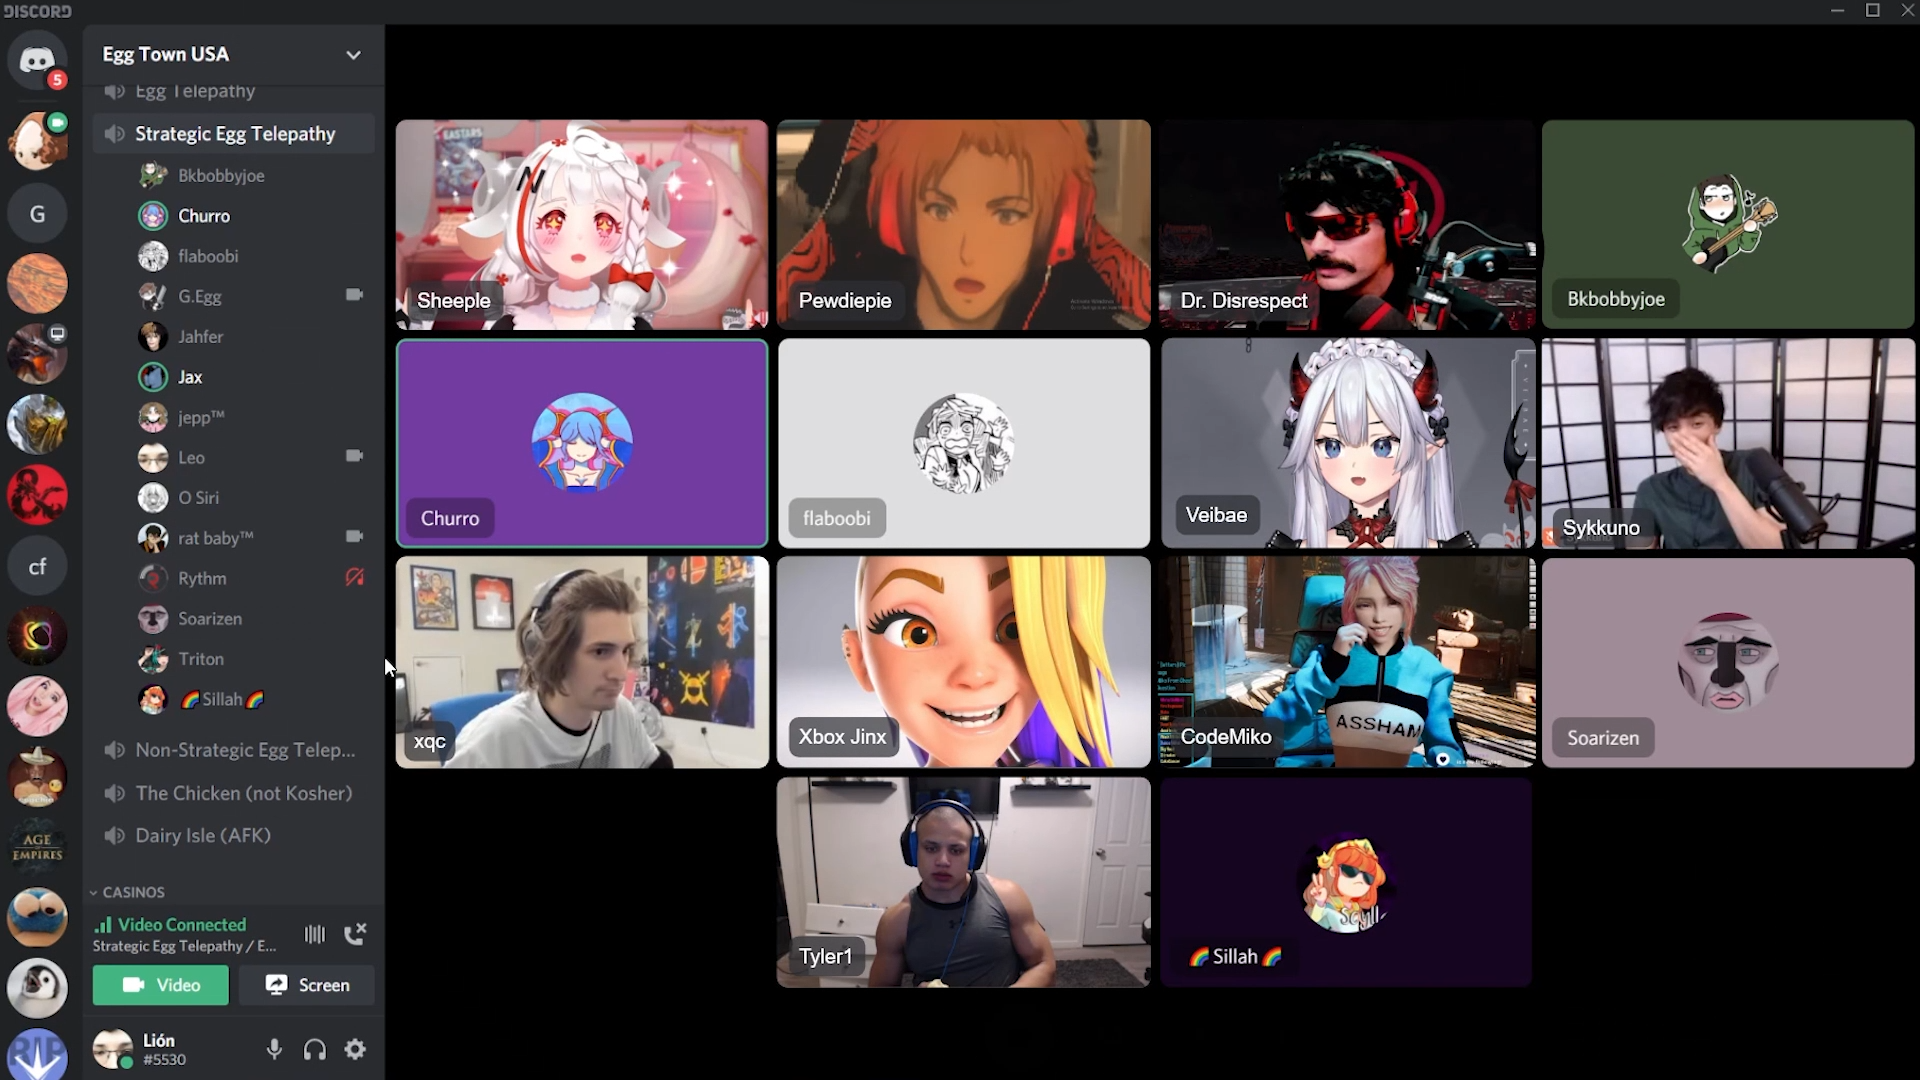 DISCORD
5
Egg Town USA
Egg Telepathy
Strategic Egg Telepathy
Bkbobbyjoe
Churro
flaboobi
G.Egg
Jahfer
Jax
jepp™
Leo
O Siri
rat baby™
Rythm
Soarizen
Triton
🌈Sillah🌈
Non-Strategic Egg Telep...
The Chicken (not Kosher)
Dairy Isle (AFK)
CASINOS
Video Connected
Strategic Egg Telepathy / E...
Video
Screen
Lión
#5530
G
cf
AGE
OF
EMPIRES
RIP
EASTARS
N
Sheeple
Pewdiepie
Dr. Disrespect
Bkbobbyjoe
Churro
flaboobi
Veibae
Sykkuno
xqc
Xbox Jinx
ASSHAM
CodeMiko
Soarizen
Tyler1
🌈 Sillah 🌈